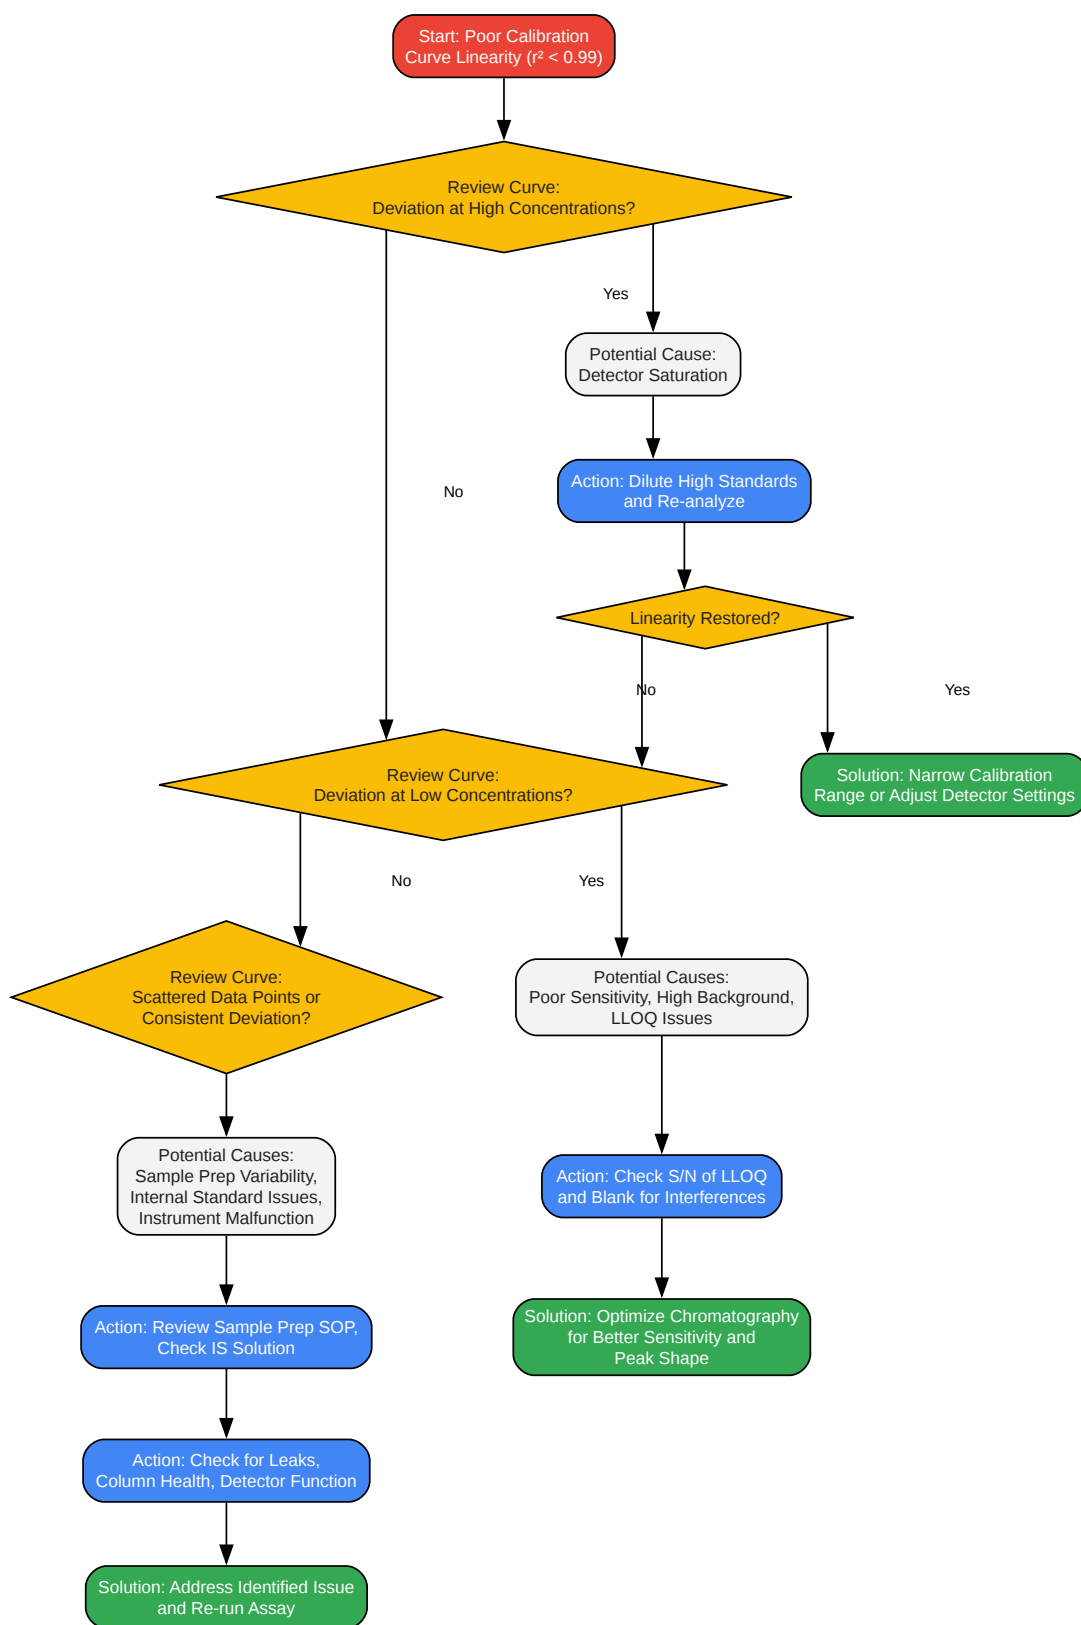 Start: Poor Calibration
Curve Linearity (r² < 0.99)
Review Curve:
Deviation at High Concentrations?
Yes
Potential Cause:
Detector Saturation
No
Action: Dilute High Standards
and Re-analyze
Linearity Restored?
No
Yes
Review Curve:
Deviation at Low Concentrations?
Solution: Narrow Calibration
Range or Adjust Detector Settings
No
Yes
Review Curve:
Scattered Data Points or
Consistent Deviation?
Potential Causes:
Poor Sensitivity, High Background,
LLOQ Issues
Potential Causes:
Sample Prep Variability,
Internal Standard Issues,
Instrument Malfunction
Action: Check S/N of LLOQ
and Blank for Interferences
Action: Review Sample Prep SOP,
Check IS Solution
Solution: Optimize Chromatography
for Better Sensitivity and
Peak Shape
Action: Check for Leaks,
Column Health, Detector Function
Solution: Address Identified Issue
and Re-run Assay